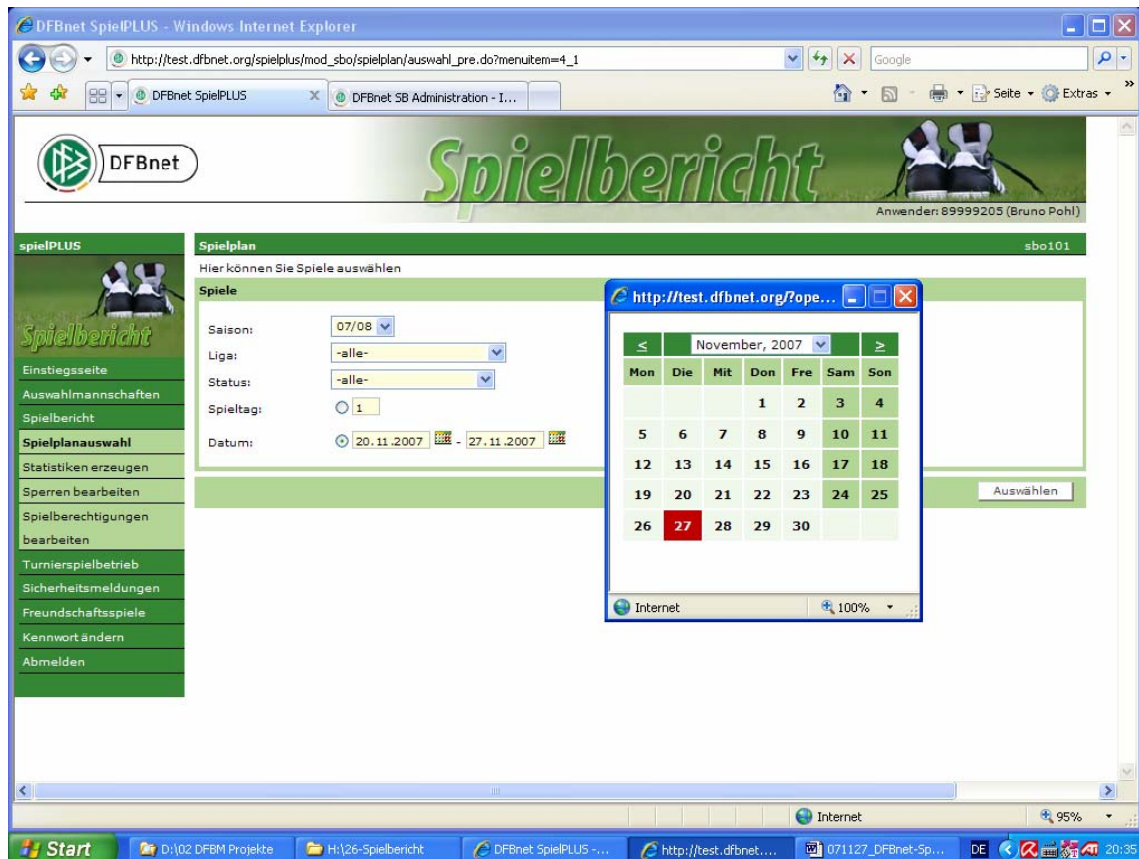 DFBnet SpielPLUS - Windows Internet Explorer
http://test.dfbnet.org/spielplus/mod_sbo/spielplan/auswahl_pre.do?menuitem=4_1
Google
DFBnet SpielPLUS
DFBnet SB Administration - I...
Seite
Extras
DFBnet
Spielbericht
Anwender: 89999205 (Bruno Pohl)
spielPLUS
Spielbericht
Einstiegsseite
Auswahlmannschaften
Spielbericht
Spielplanauswahl
Statistiken erzeugen
Sperren bearbeiten
Spielberechtigungen
bearbeiten
Turnierspielbetrieb
Sicherheitsmeldungen
Freundschaftsspiele
Kennwort ändern
Abmelden
Spielplan sbo101
Hier können Sie Spiele auswählen
Spiele
Saison: 07/08
Liga: -alle-
Status: -alle-
Spieltag: 1
Datum: 20.11.2007 - 27.11.2007
Auswählen
http://test.dfbnet.org/?ope...
≤ November, 2007 ≥
Mon Die Mit Don Fre Sam Son
1 2 3 4
5 6 7 8 9 10 11
12 13 14 15 16 17 18
19 20 21 22 23 24 25
26 27 28 29 30
Internet 100%
Internet 95%
Start
D:\02 DFBM Projekte
H:\26-Spielbericht
DFBnet SpielPLUS -...
http://test.dfbnet....
071127_DFBnet-Sp...
DE
20:35